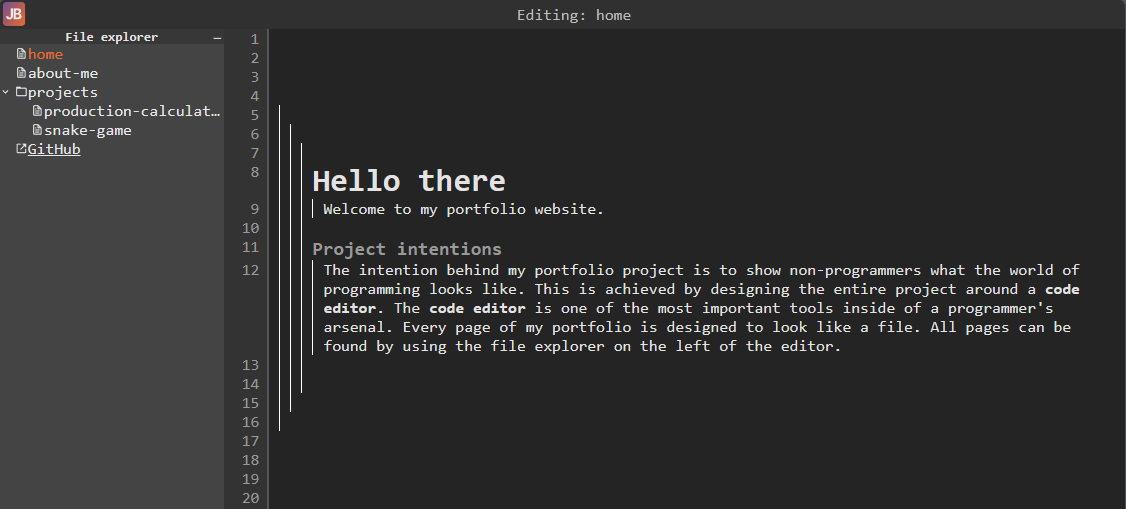 JB
Editing: home
File explorer –
home
about-me
projects
production-calculat…
snake-game
GitHub
1
2
3
4
5
6
7
8
Hello there
9
Welcome to my portfolio website.
10
11
Project intentions
12
The intention behind my portfolio project is to show non-programmers what the world of
programming looks like. This is achieved by designing the entire project around a code
editor. The code editor is one of the most important tools inside of a programmer's
arsenal. Every page of my portfolio is designed to look like a file. All pages can be
found by using the file explorer on the left of the editor.
13
14
15
16
17
18
19
20